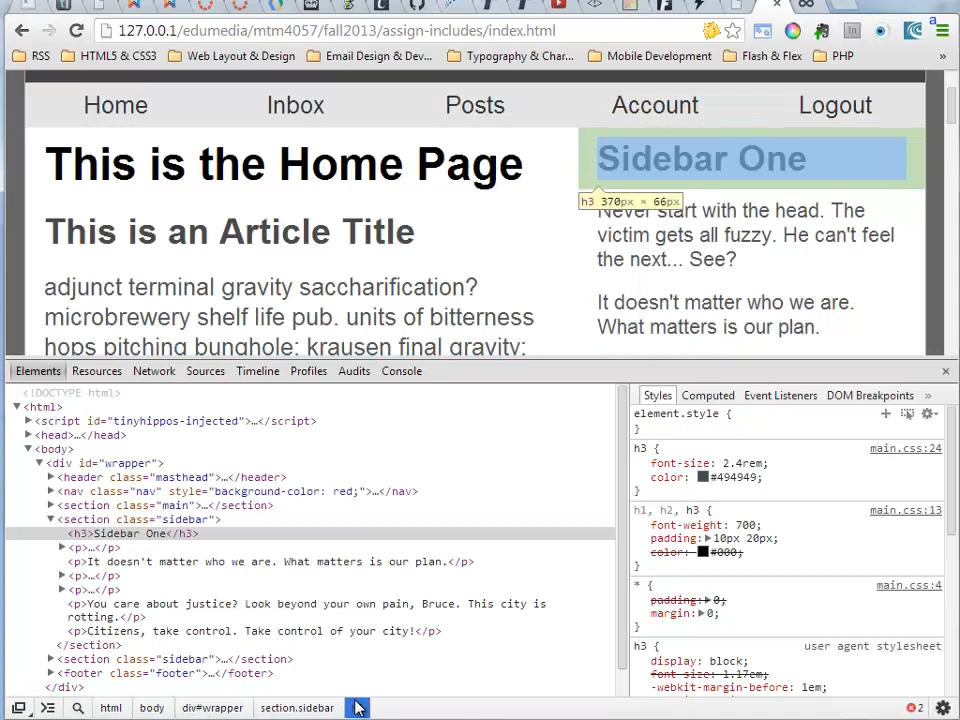 127.0.0.1/edumedia/mtm4057/fall2013/assign-includes/index.html
RSS HTML5 & CSS3 Web Layout & Design Email Design & Dev... Typography & Char... Mobile Development Flash & Flex PHP »
Home Inbox Posts Account Logout
This is the Home Page
This is an Article Title
adjunct terminal gravity saccharification?
microbrewery shelf life pub. units of bitterness
hops pitching bunghole; krausen final gravity;
Sidebar One
h3 370px × 66px
Never start with the head. The
victim gets all fuzzy. He can't feel
the next... See?
It doesn't matter who we are.
What matters is our plan.
Elements Resources Network Sources Timeline Profiles Audits Console ×
<!DOCTYPE html>
▼<html>
▶<script id="tinyhippos-injected">…</script>
▶<head>…</head>
▼<body>
▼<div id="wrapper">
▶<header class="masthead">…</header>
▶<nav class="nav" style="background-color: red;">…</nav>
▶<section class="main">…</section>
▼<section class="sidebar">
<h3>Sidebar One</h3>
▶<p>…</p>
<p>It doesn't matter who we are. What matters is our plan.</p>
▶<p>…</p>
▶<p>…</p>
<p>You care about justice? Look beyond your own pain, Bruce. This city is
rotting.</p>
<p>Citizens, take control. Take control of your city!</p>
</section>
▶<section class="sidebar">…</section>
▶<footer class="footer">…</footer>
</div>
Styles Computed Event Listeners DOM Breakpoints »
element.style {
}
h3 { main.css:24
font-size: 2.4rem;
color: #494949;
}
h1, h2, h3 { main.css:13
font-weight: 700;
padding:▶10px 20px;
color: #000;
}
* { main.css:4
padding:▶0;
margin:▶0;
}
h3 { user agent stylesheet
display: block;
font-size: 1.17em;
-webkit-margin-before: 1em;
html body div#wrapper section.sidebar
2